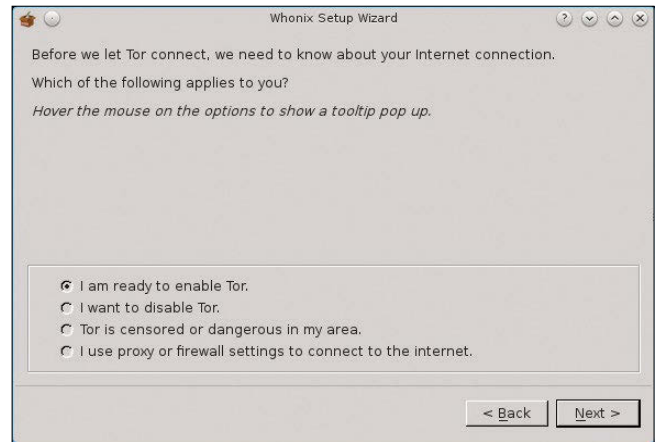 Whonix Setup Wizard
Before we let Tor connect, we need to know about your Internet connection.
Which of the following applies to you?
Hover the mouse on the options to show a tooltip pop up.
I am ready to enable Tor.
I want to disable Tor.
Tor is censored or dangerous in my area.
I use proxy or firewall settings to connect to the internet.
< Back
Next >